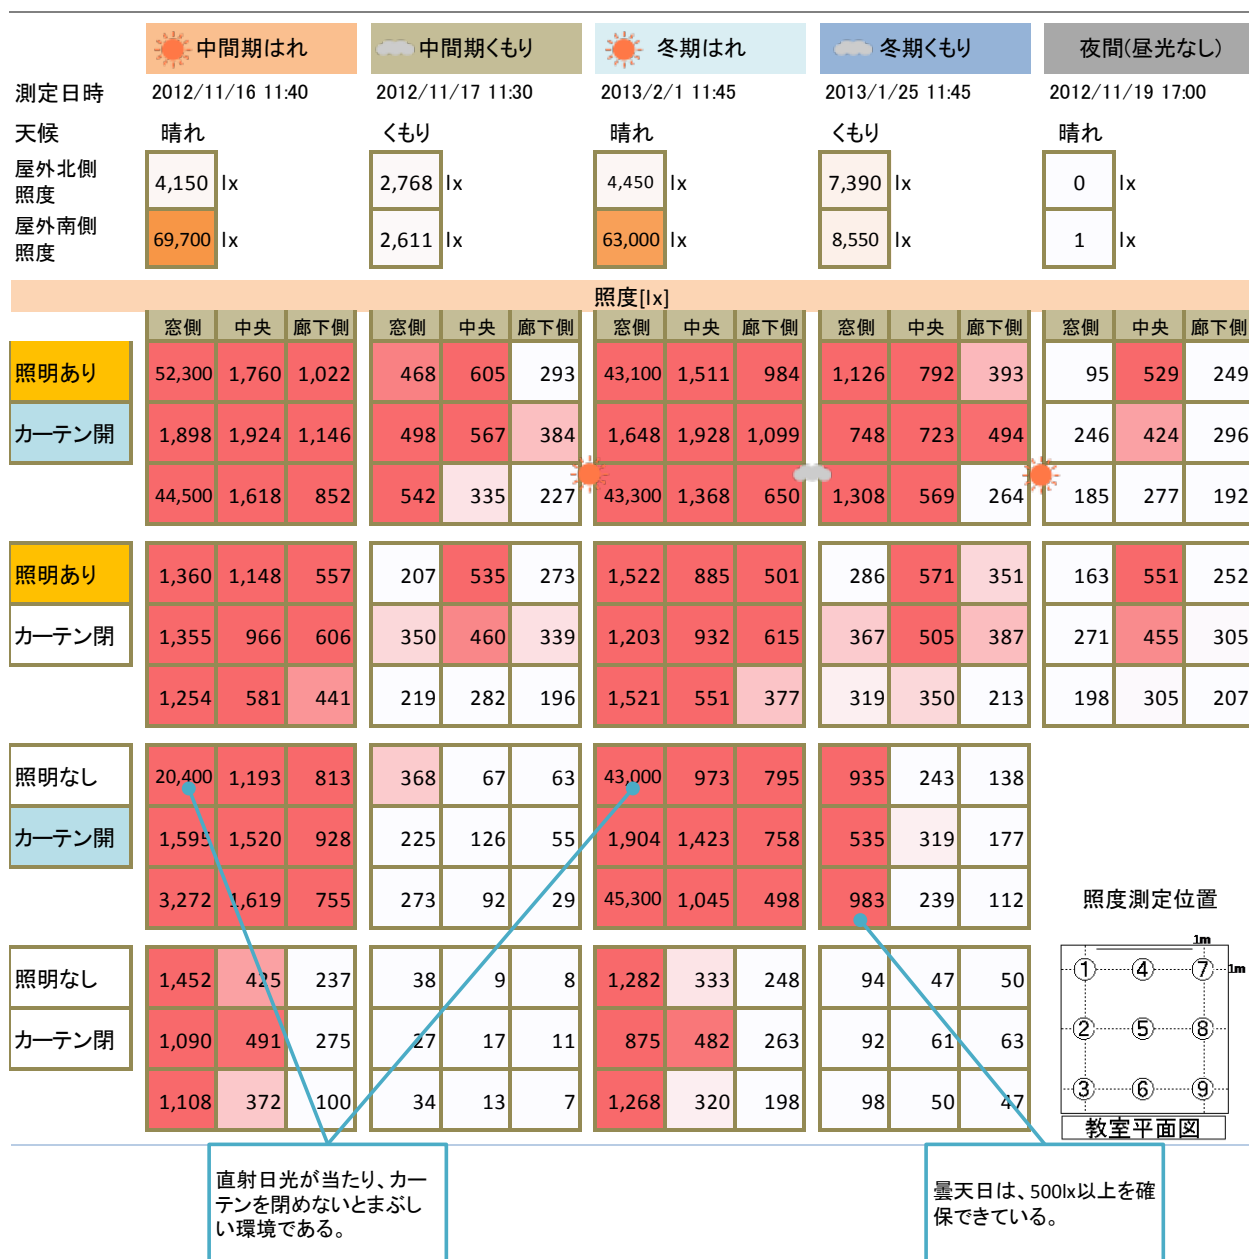 中間期はれ 中間期くもり 冬期はれ 冬期くもり 夜間(昼光なし)
測定日時 2012/11/16 11:40 2012/11/17 11:30 2013/2/1 11:45 2013/1/25 11:45 2012/11/19 17:00
天候 晴れ くもり 晴れ くもり 晴れ
屋外北側
照度 4,150 lx 2,768 lx 4,450 lx 7,390 lx 0 lx
屋外南側
照度 69,700 lx 2,611 lx 63,000 lx 8,550 lx 1 lx
照度[lx]
窓側 中央 廊下側 窓側 中央 廊下側 窓側 中央 廊下側 窓側 中央 廊下側 窓側 中央 廊下側
照明あり 52,300 1,760 1,022 468 605 293 43,100 1,511 984 1,126 792 393 95 529 249
カーテン開 1,898 1,924 1,146 498 567 384 1,648 1,928 1,099 748 723 494 246 424 296
44,500 1,618 852 542 335 227 43,300 1,368 650 1,308 569 264 185 277 192
照明あり 1,360 1,148 557 207 535 273 1,522 885 501 286 571 351 163 551 252
カーテン閉 1,355 966 606 350 460 339 1,203 932 615 367 505 387 271 455 305
1,254 581 441 219 282 196 1,521 551 377 319 350 213 198 305 207
照明なし 20,400 1,193 813 368 67 63 43,000 973 795 935 243 138
カーテン開 1,595 1,520 928 225 126 55 1,904 1,423 758 535 319 177
3,272 1,619 755 273 92 29 45,300 1,045 498 983 239 112
照明なし 1,452 425 237 38 9 8 1,282 333 248 94 47 50
カーテン閉 1,090 491 275 27 17 11 875 482 263 92 61 63
1,108 372 100 34 13 7 1,268 320 198 98 50 47
照度測定位置
1m
① ④ ⑦ 1m
② ⑤ ⑧
③ ⑥ ⑨
教室平面図
直射日光が当たり、カー
テンを閉めないとまぶし
い環境である。
曇天日は、500lx以上を確
保できている。